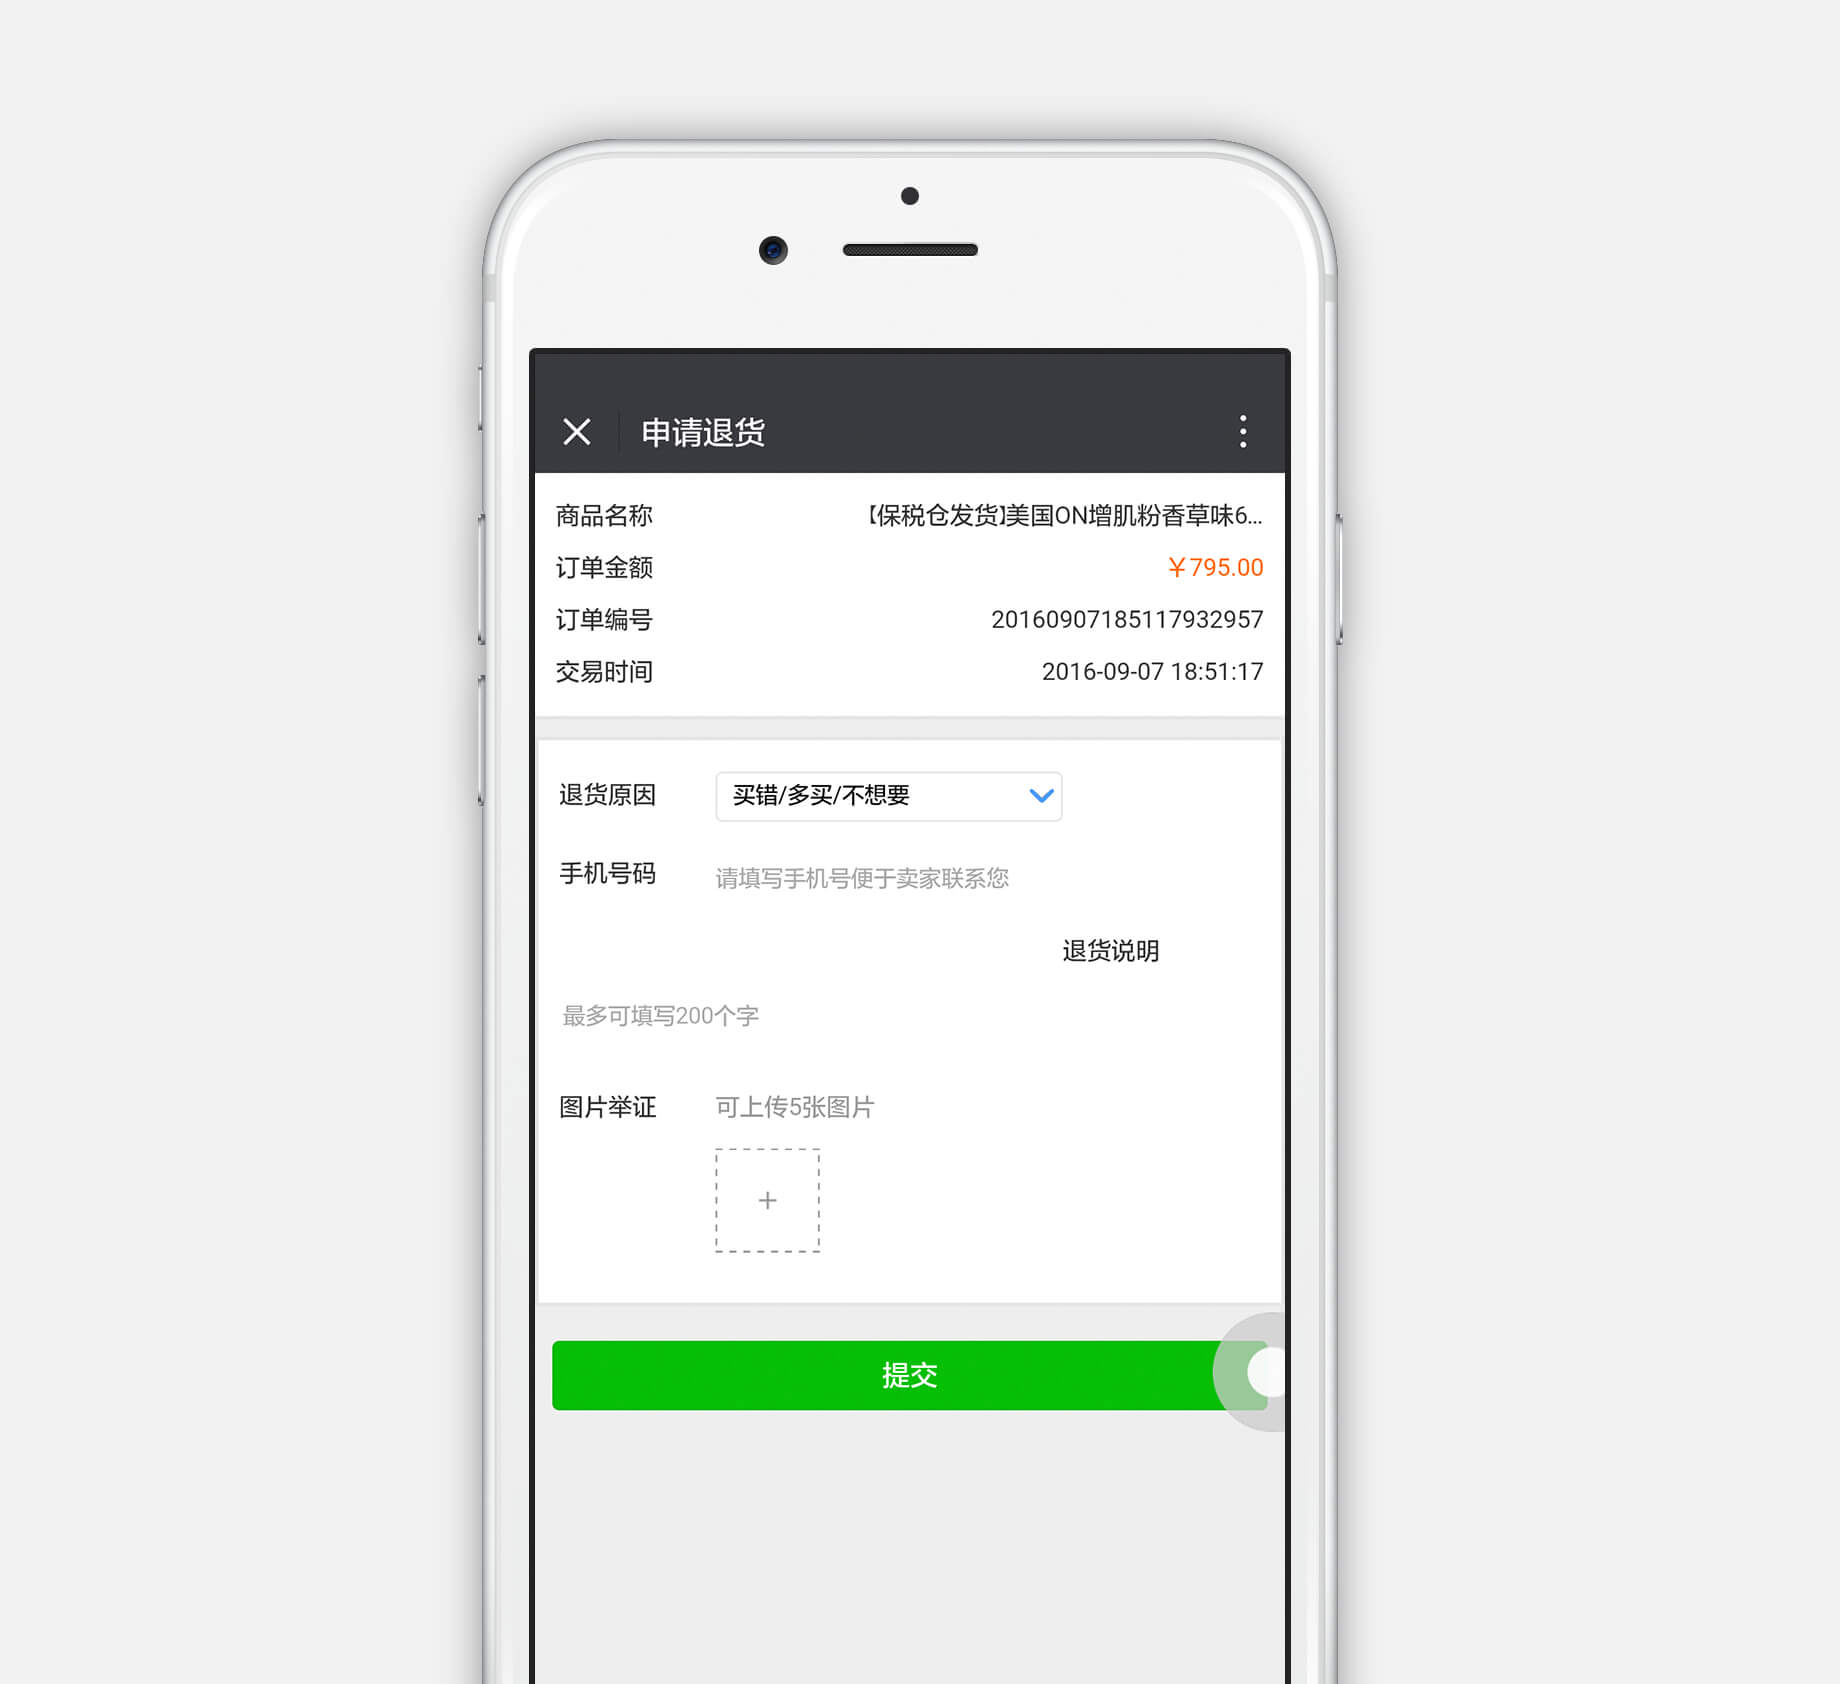 申请退货
商品名称 【保税仓发货】美国ON增肌粉香草味6...
订单金额 ￥795.00
订单编号 20160907185117932957
交易时间 2016-09-07 18:51:17
退货原因 买错/多买/不想要
手机号码 请填写手机号便于卖家联系您
退货说明
最多可填写200个字
图片举证 可上传5张图片
+
提交